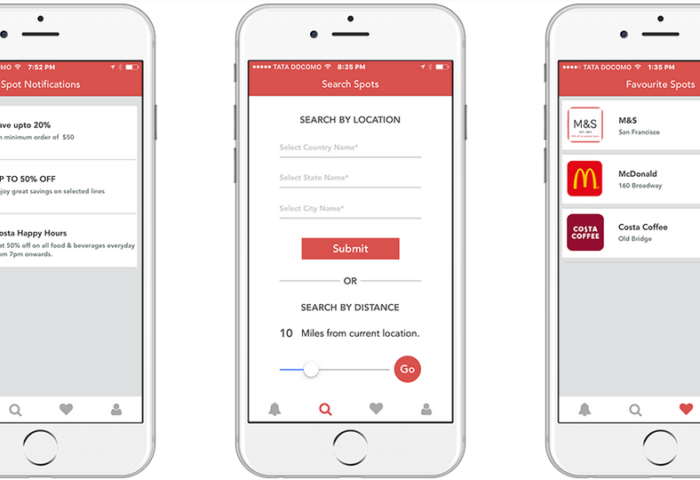 OMO 7:52 PM
Spot Notifications
ave upto 20%
n minimum order of $50
P TO 50% OFF
njoy great savings on selected lines
osta Happy Hours
at 50% off on all food & beverages everyday
om 7pm onwards.
TATA DOCOMO 8:35 PM
Search Spots
SEARCH BY LOCATION
Select Country Name*
Select State Name*
Select City Name*
Submit
OR
SEARCH BY DISTANCE
10 Miles from current location.
Go
TATA DOCOMO 1:35 PM
Favourite Spots
M&S
M&S
San Francisco
McDonald
160 Broadway
COSTA
COFFEE
Costa Coffee
Old Bridge